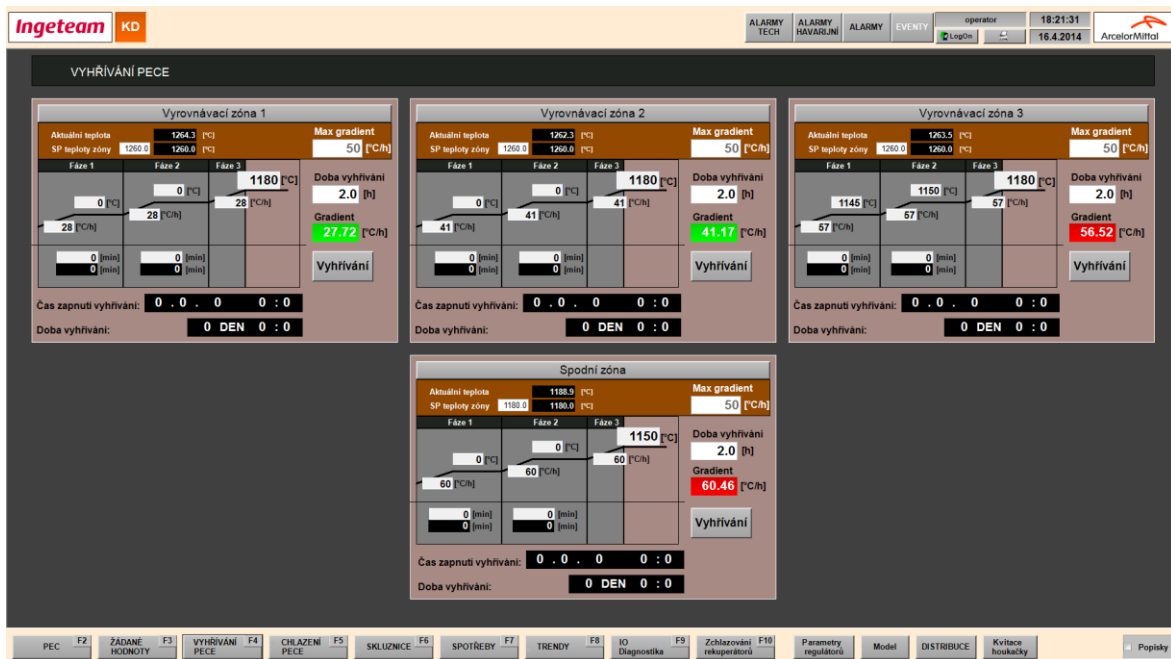 Ingeteam KD
ALARMY TECH
ALARMY HAVARIJNÍ
ALARMY
EVENTY
operator
LogOn
18:21:31
16.4.2014
ArcelorMittal
VYHŘÍVÁNÍ PECE
Vyrovnávací zóna 1
Aktuální teplota 1264.3 [°C]
SP teploty zóny 1260.0 1260.0 [°C]
Max gradient
50 [°C/h]
Fáze 1 Fáze 2 Fáze 3
1180 [°C]
0 [°C]
0 [°C]
28 [°C/h]
28 [°C/h]
28 [°C/h]
Doba vyhřívání
2.0 [h]
Gradient
27.72 [°C/h]
0 [min] 0 [min]
0 [min] 0 [min]
Vyhřívání
Čas zapnutí vyhřívání: 0 . 0 . 0 0 : 0
Doba vyhřívání: 0 DEN 0 : 0
Vyrovnávací zóna 2
Aktuální teplota 1262.3 [°C]
SP teploty zóny 1260.0 1260.0 [°C]
Max gradient
50 [°C/h]
Fáze 1 Fáze 2 Fáze 3
1180 [°C]
0 [°C]
0 [°C]
41 [°C/h]
41 [°C/h]
41 [°C/h]
Doba vyhřívání
2.0 [h]
Gradient
41.17 [°C/h]
0 [min] 0 [min]
0 [min] 0 [min]
Vyhřívání
Čas zapnutí vyhřívání: 0 . 0 . 0 0 : 0
Doba vyhřívání: 0 DEN 0 : 0
Vyrovnávací zóna 3
Aktuální teplota 1263.5 [°C]
SP teploty zóny 1260.0 1260.0 [°C]
Max gradient
50 [°C/h]
Fáze 1 Fáze 2 Fáze 3
1180 [°C]
1150 [°C]
1145 [°C]
57 [°C/h]
57 [°C/h]
57 [°C/h]
Doba vyhřívání
2.0 [h]
Gradient
56.52 [°C/h]
0 [min] 0 [min]
0 [min] 0 [min]
Vyhřívání
Čas zapnutí vyhřívání: 0 . 0 . 0 0 : 0
Doba vyhřívání: 0 DEN 0 : 0
Spodní zóna
Aktuální teplota 1188.9 [°C]
SP teploty zóny 1180.0 1180.0 [°C]
Max gradient
50 [°C/h]
Fáze 1 Fáze 2 Fáze 3
1150 [°C]
0 [°C]
0 [°C]
60 [°C/h]
60 [°C/h]
60 [°C/h]
Doba vyhřívání
2.0 [h]
Gradient
60.46 [°C/h]
0 [min] 0 [min]
0 [min] 0 [min]
Vyhřívání
Čas zapnutí vyhřívání: 0 . 0 . 0 0 : 0
Doba vyhřívání: 0 DEN 0 : 0
PEC F2
ŽÁDANÉ HODNOTY F3
VYHŘÍVÁNÍ PECE F4
CHLAZENÍ PECE F5
SKLUZNICE F6
SPOTŘEBY F7
TRENDY F8
IO Diagnostika F9
Zchlazování rekuperátorů F10
Parametry regulátorů
Model
DISTRIBUCE
Kvitace houkačky
Popisky